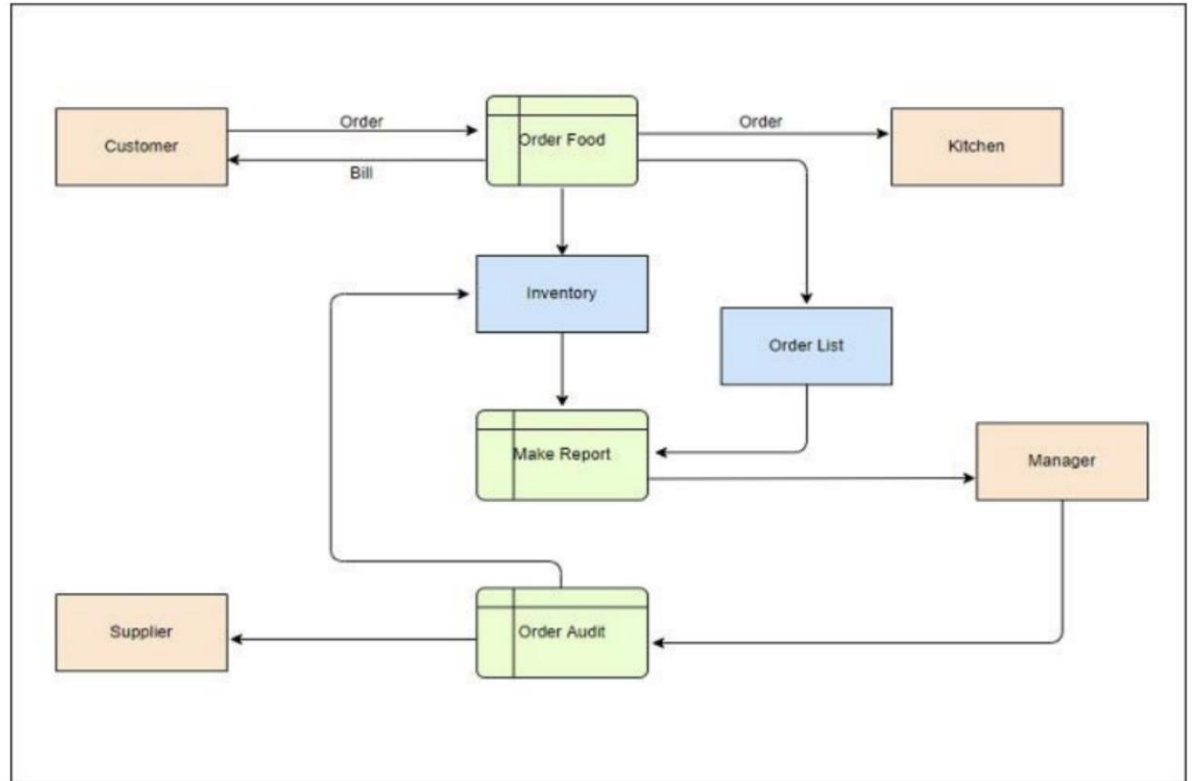 Order
Order
Customer
Order Food
Kitchen
Bill
Inventory
Order List
Make Report
Manager
Supplier
Order Audit